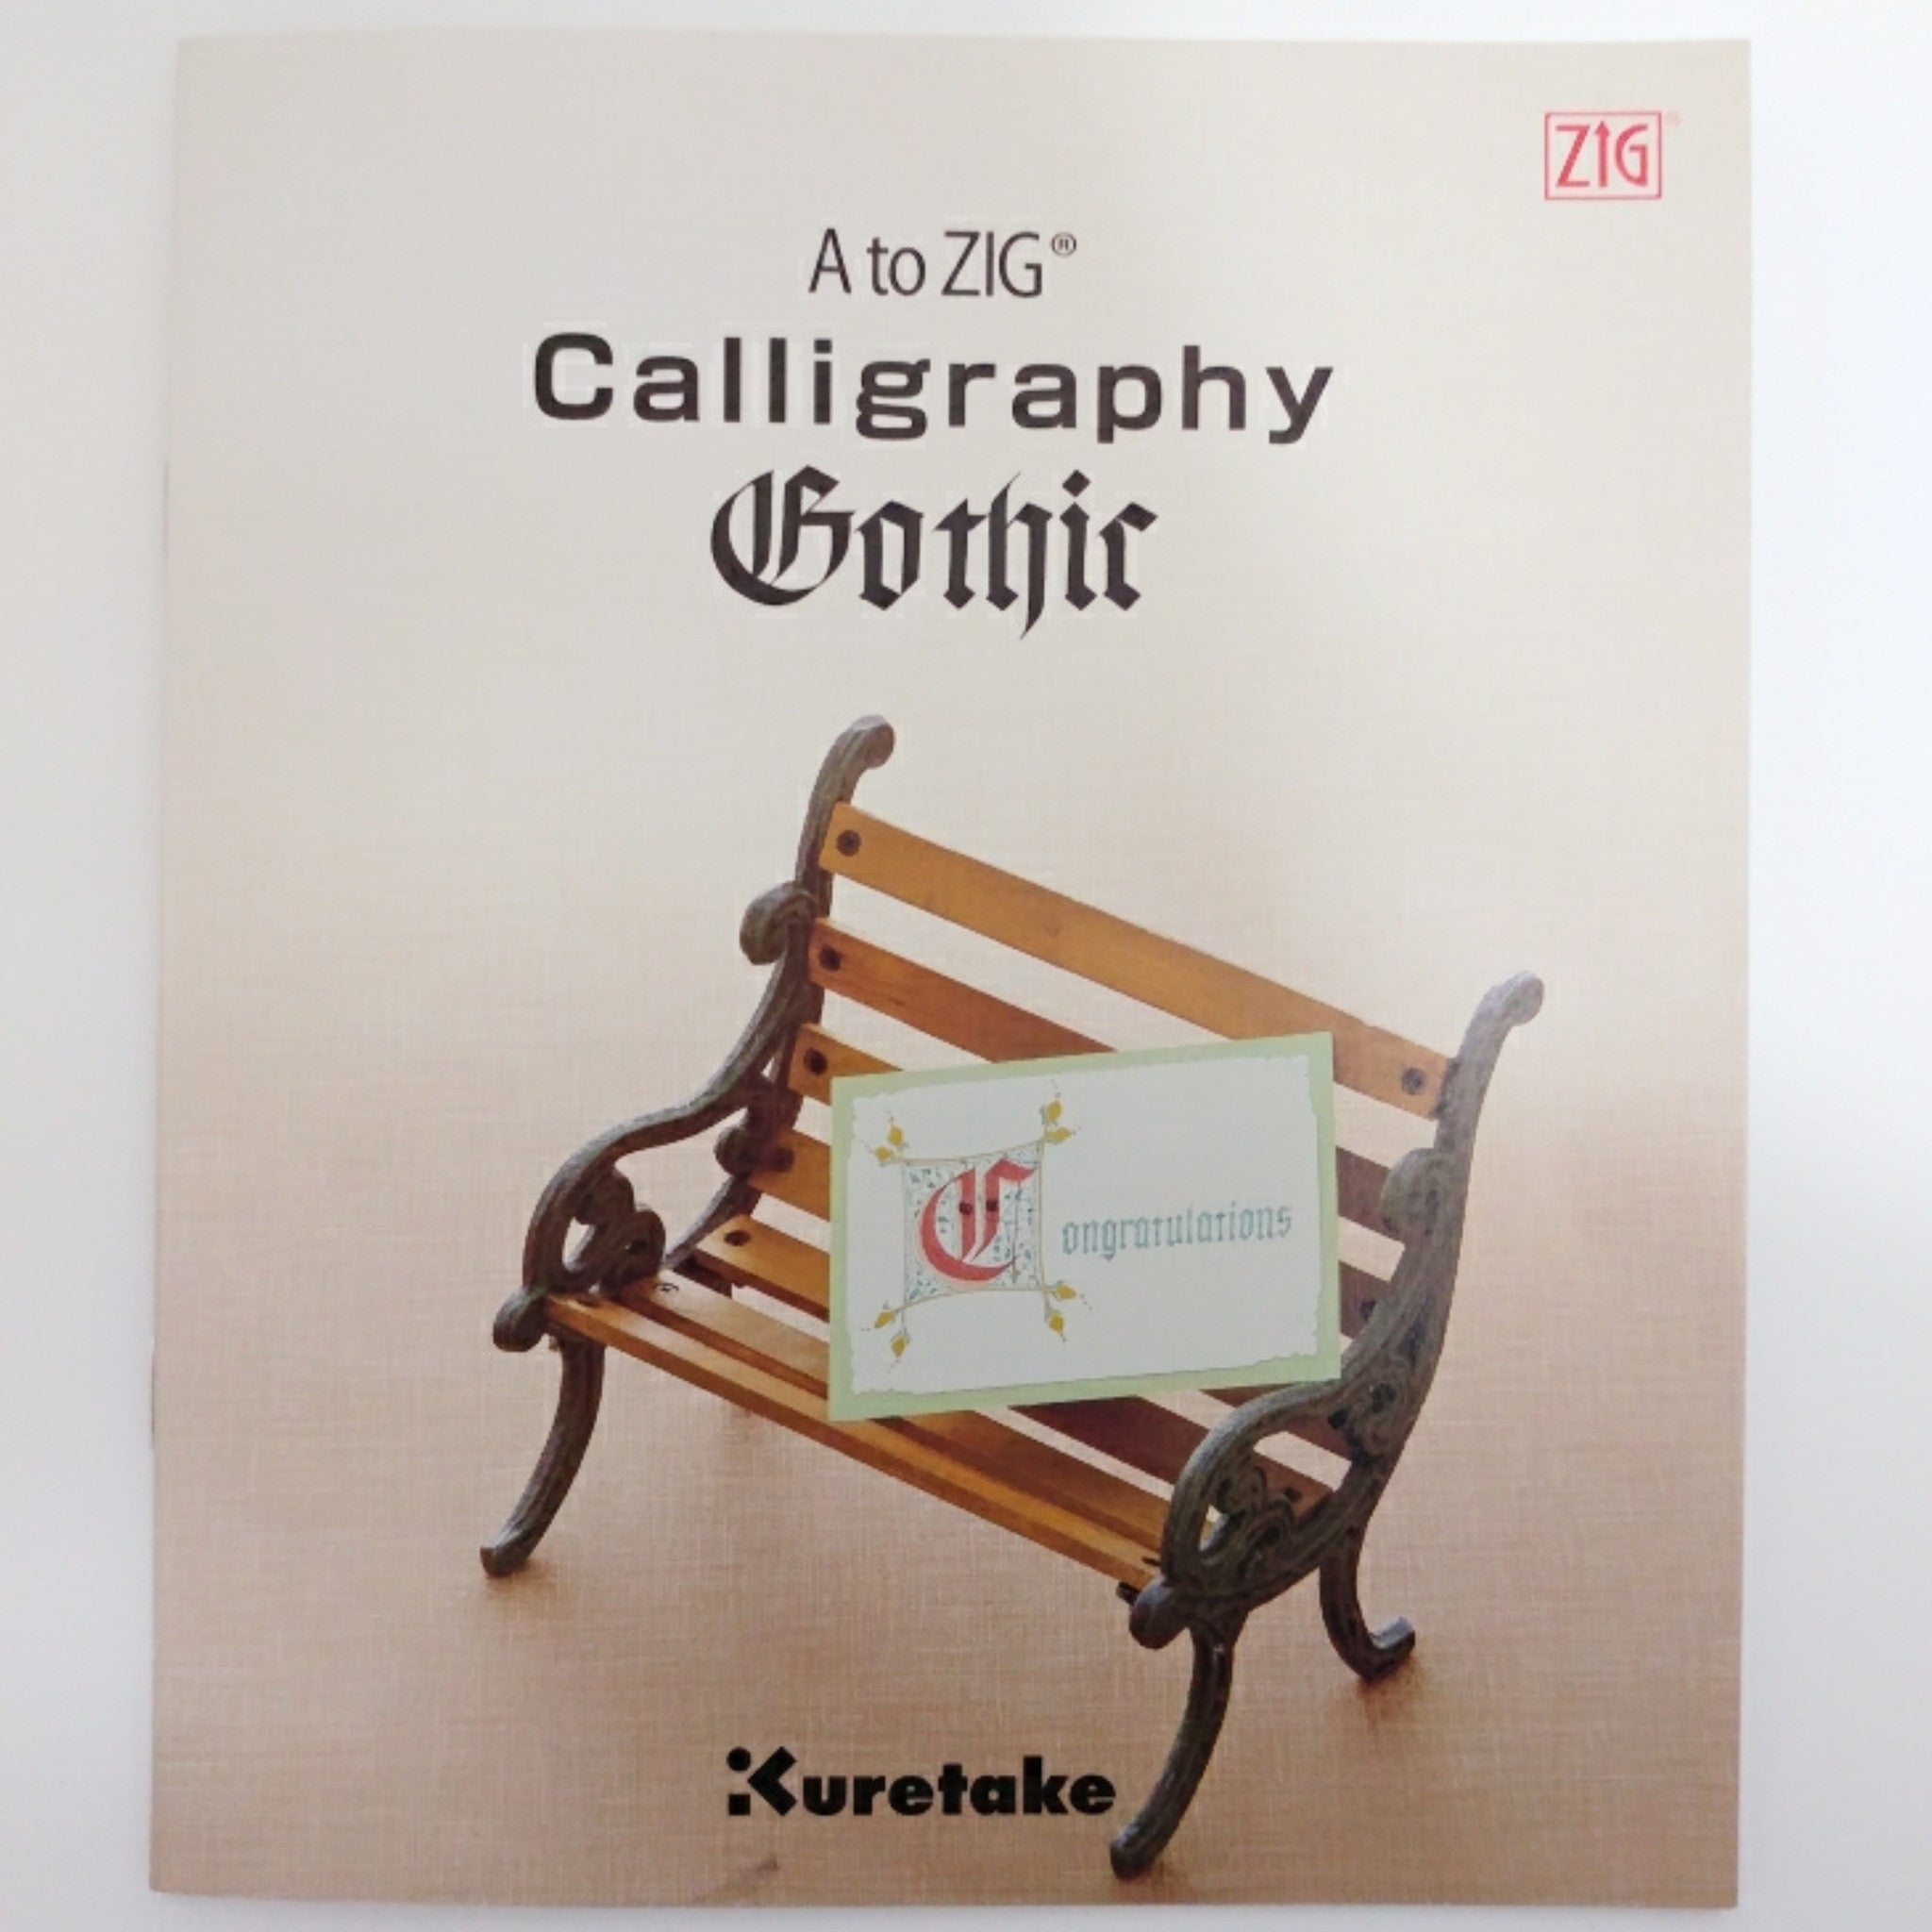 ZIG®
A to ZIG®
Calligraphy
Gothic
Congratulations
Kuretake